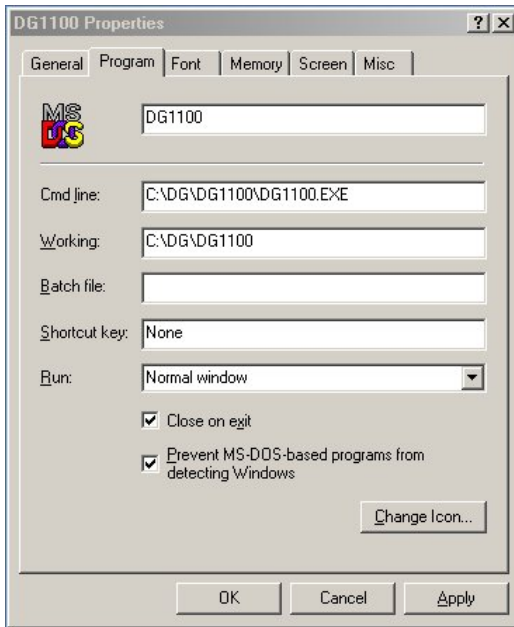 DG1100 Properties
? X
General Program Font Memory Screen Misc
MS
DOS
DG1100
Cmd line: C:\DG\DG1100\DG1100.EXE
Working: C:\DG\DG1100
Batch file:
Shortcut key: None
Run: Normal window
Close on exit
Prevent MS-DOS-based programs from
detecting Windows
Change Icon...
OK Cancel Apply